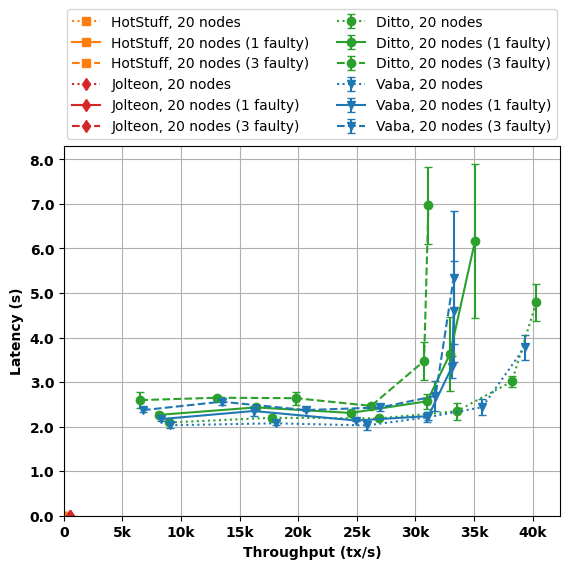 HotStuff, 20 nodes
HotStuff, 20 nodes (1 faulty)
HotStuff, 20 nodes (3 faulty)
Jolteon, 20 nodes
Jolteon, 20 nodes (1 faulty)
Jolteon, 20 nodes (3 faulty)
Ditto, 20 nodes
Ditto, 20 nodes (1 faulty)
Ditto, 20 nodes (3 faulty)
Vaba, 20 nodes
Vaba, 20 nodes (1 faulty)
Vaba, 20 nodes (3 faulty)
8.0
7.0
6.0
5.0
4.0
3.0
2.0
1.0
0.0
Latency (s)
0 5k 10k 15k 20k 25k 30k 35k 40k
Throughput (tx/s)